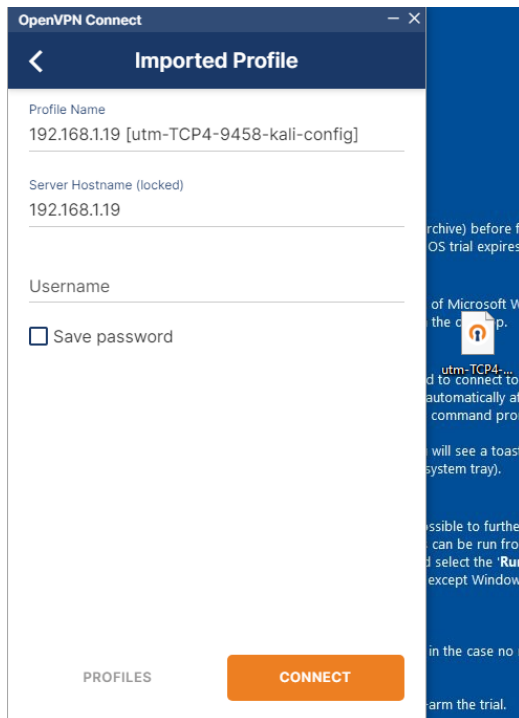 OpenVPN Connect
Imported Profile
Profile Name
192.168.1.19 [utm-TCP4-9458-kali-config]
Server Hostname (locked)
192.168.1.19
Username
Save password
PROFILES
CONNECT
rchive) before f
OS trial expires
of Microsoft W
the d p.
utm-TCP4-...
d to connect to
automatically af
command pro
will see a toast
system tray).
ssible to furthe
can be run fro
d select the 'Ru
except Window
in the case no
arm the trial.